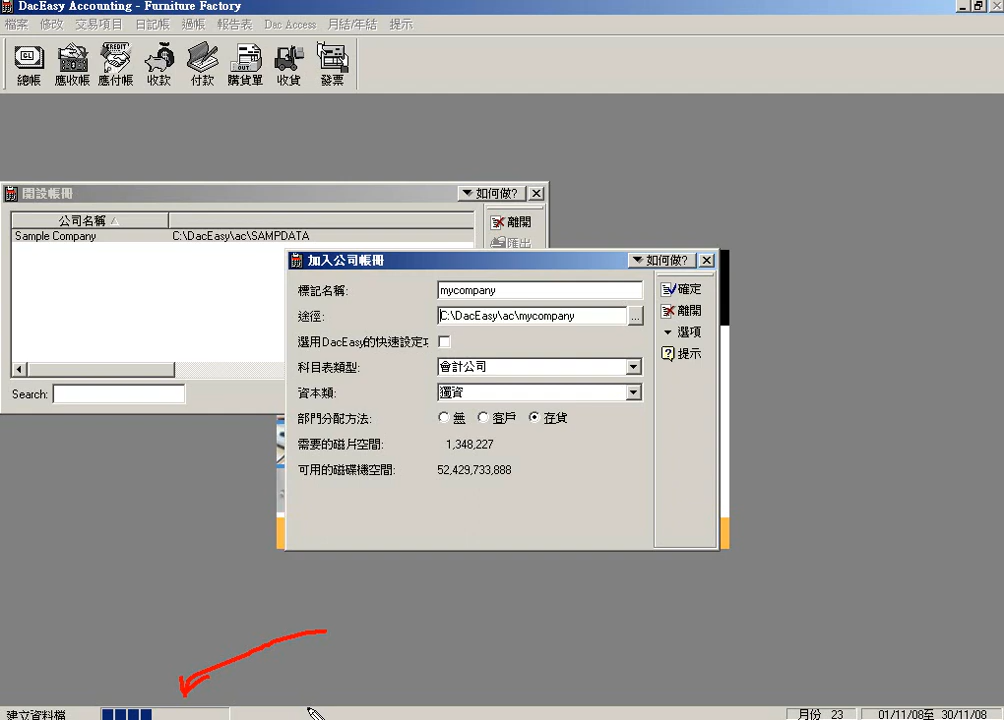 DacEasy Accounting - Furniture Factory
檔案 修改 交易項目 日記帳 過帳 報告表 Dac Access 月結/年結 提示
總帳 應收帳 應付帳 收款 付款 購貨單 收貨 發票
開設帳冊 如何做?
公司名稱
離開
Sample Company C:\DacEasy\ac\SAMPDATA
匯出
加入公司帳冊 如何做?
標記名稱: mycompany
確定
途徑: C:\DacEasy\ac\mycompany ...
離開
選用DacEasy的快速設定
選項
科目表類型: 會計公司
提示
資本類: 獨資
Search:
部門分配方法: 無 客戶 存貨
需要的磁片空間: 1,348,227
可用的磁碟機空間: 52,429,733,888
建立資料檔
月份 23 01/11/08至 30/11/08